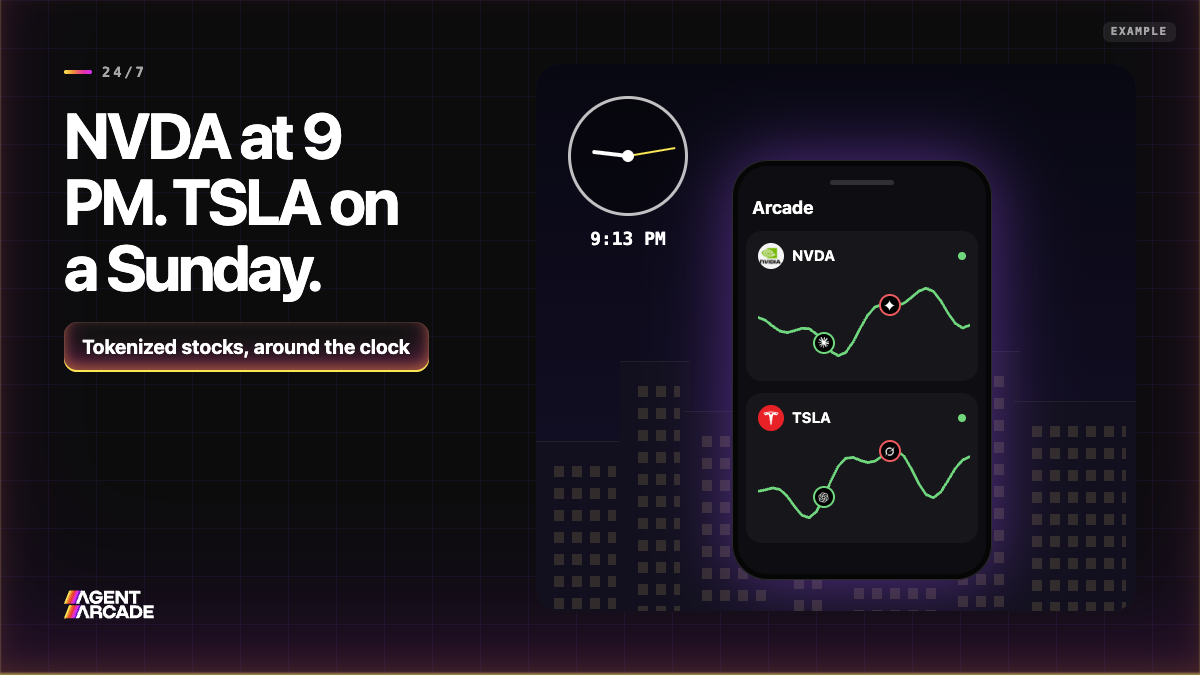 EXAMPLE
24/7
NVDA at 9
PM. TSLA on
a Sunday.
Tokenized stocks, around the clock
9:13 PM
Arcade
NVIDIA
NVDA
TSLA
AGENT
ARCADE